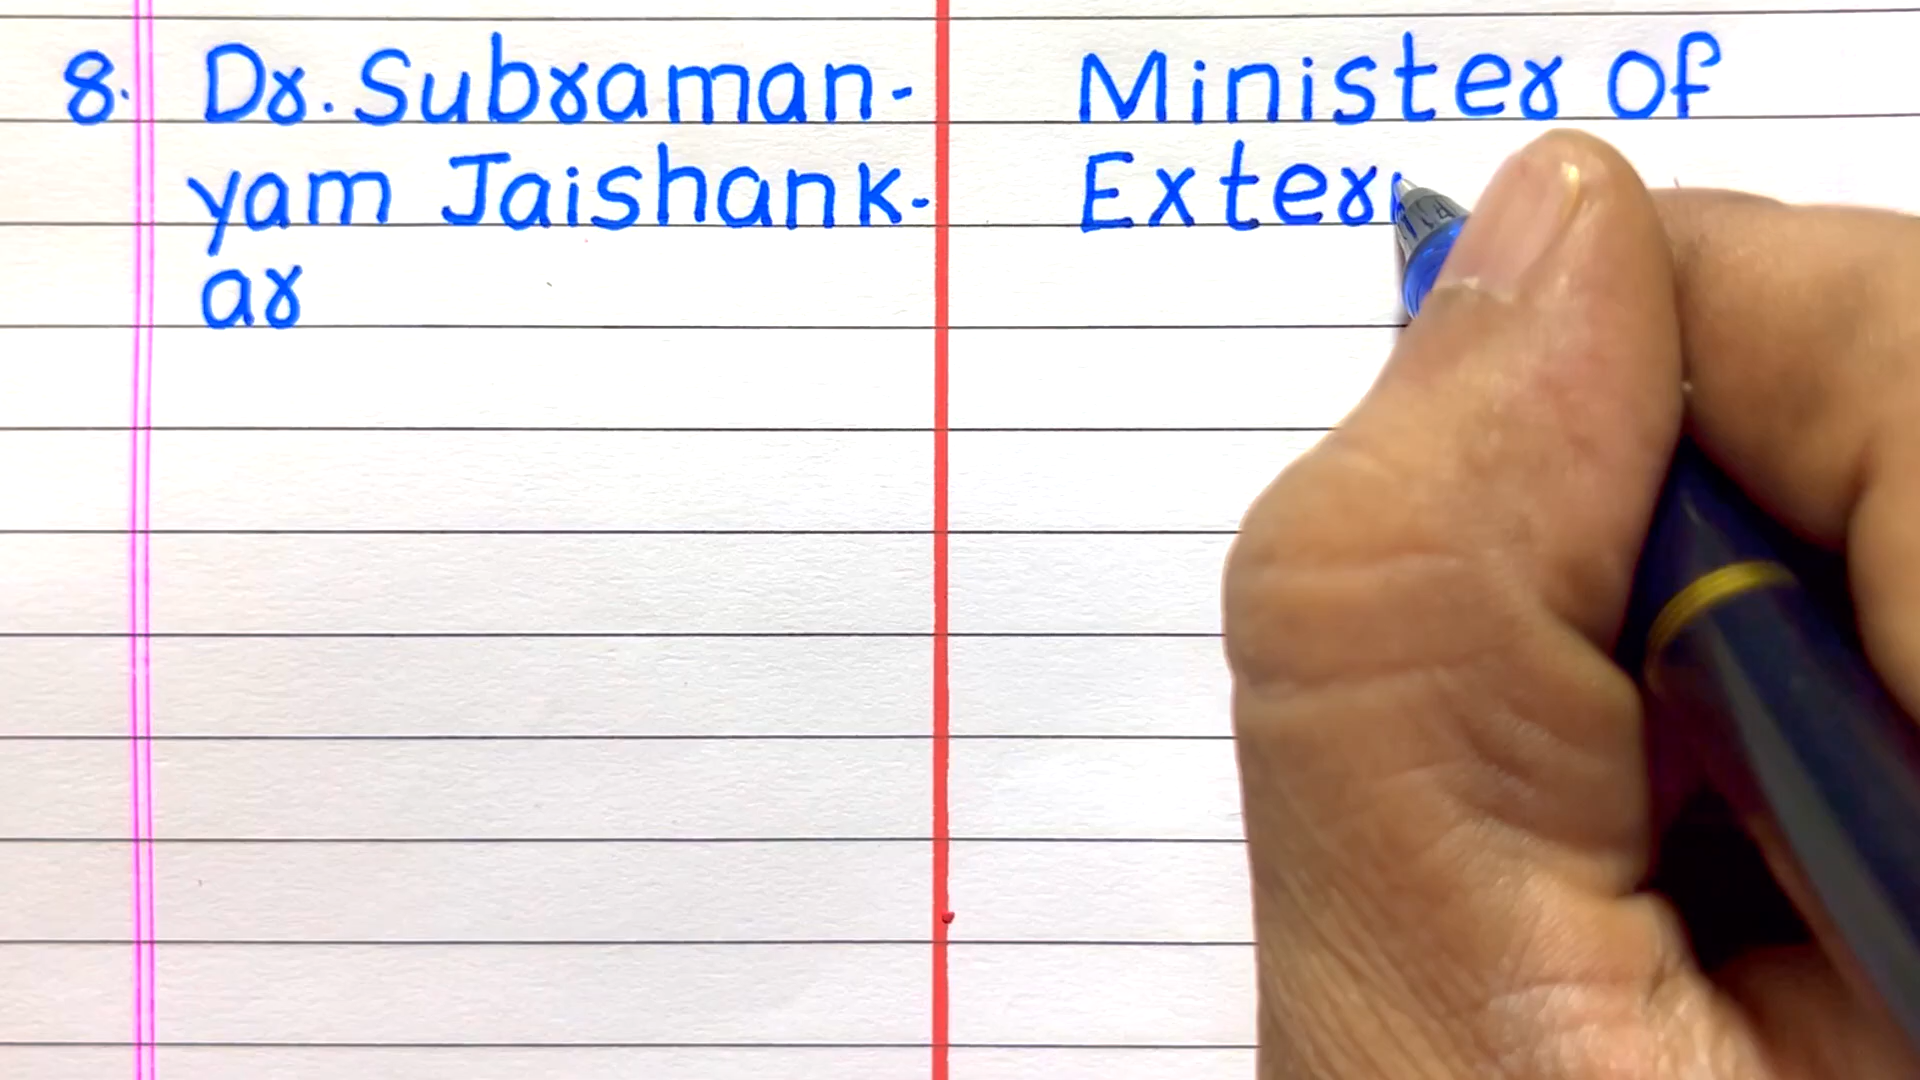 8. Dr. Subraman-
yam Jaishank-
ar
Minister Of
Exter